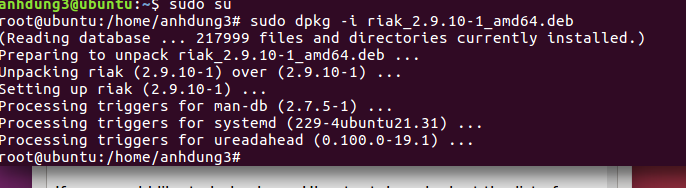 anhdung3@ubuntu:~$ sudo su
root@ubuntu:/home/anhdung3# sudo dpkg -i riak_2.9.10-1_amd64.deb
(Reading database ... 217999 files and directories currently installed.)
Preparing to unpack riak_2.9.10-1_amd64.deb ...
Unpacking riak (2.9.10-1) over (2.9.10-1) ...
Setting up riak (2.9.10-1) ...
Processing triggers for man-db (2.7.5-1) ...
Processing triggers for systemd (229-4ubuntu21.31) ...
Processing triggers for ureadahead (0.100.0-19.1) ...
root@ubuntu:/home/anhdung3#